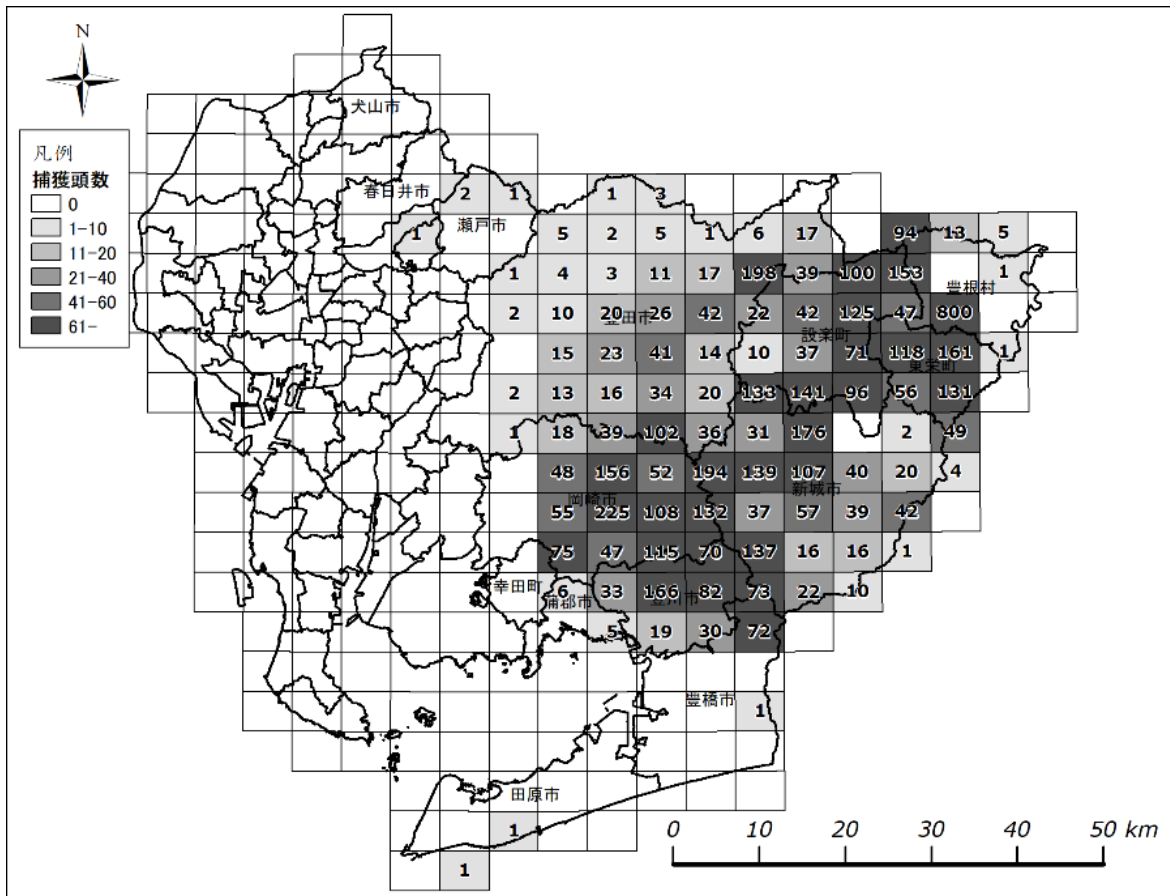 N
犬山市
凡例
捕獲頭数
0
1-10
11-20
21-40
41-60
61-
春日井市 2 1 1 3
1 瀬戸市 5 2 5 1 6 17 94 13 5
1 4 3 11 17 198 39 100 153 1
豊根村
2 10 20 26 42 22 42 125 47 800
豊田市 設楽町
15 23 41 14 10 37 71 118 161 1
東栄町
2 13 16 34 20 133 141 96 56 131
1 18 39 102 36 31 176 2 49
48 156 52 194 139 107 40 20 4
岡崎市 新城市
55 225 108 132 37 57 39 42
75 47 115 70 137 16 16 1
幸田町 6 33 166 82 73 22 10
蒲郡市 豊川市
5 19 30 72
豊橋市 1
田原市
1
1
0 10 20 30 40 50 km